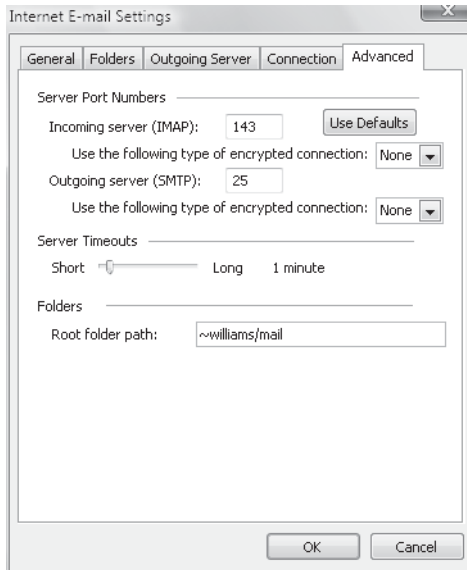 Internet E-mail Settings
General Folders Outgoing Server Connection Advanced
Server Port Numbers
Incoming server (IMAP): 143 Use Defaults
Use the following type of encrypted connection: None
Outgoing server (SMTP): 25
Use the following type of encrypted connection: None
Server Timeouts
Short Long 1 minute
Folders
Root folder path: ~williams/mail
OK Cancel